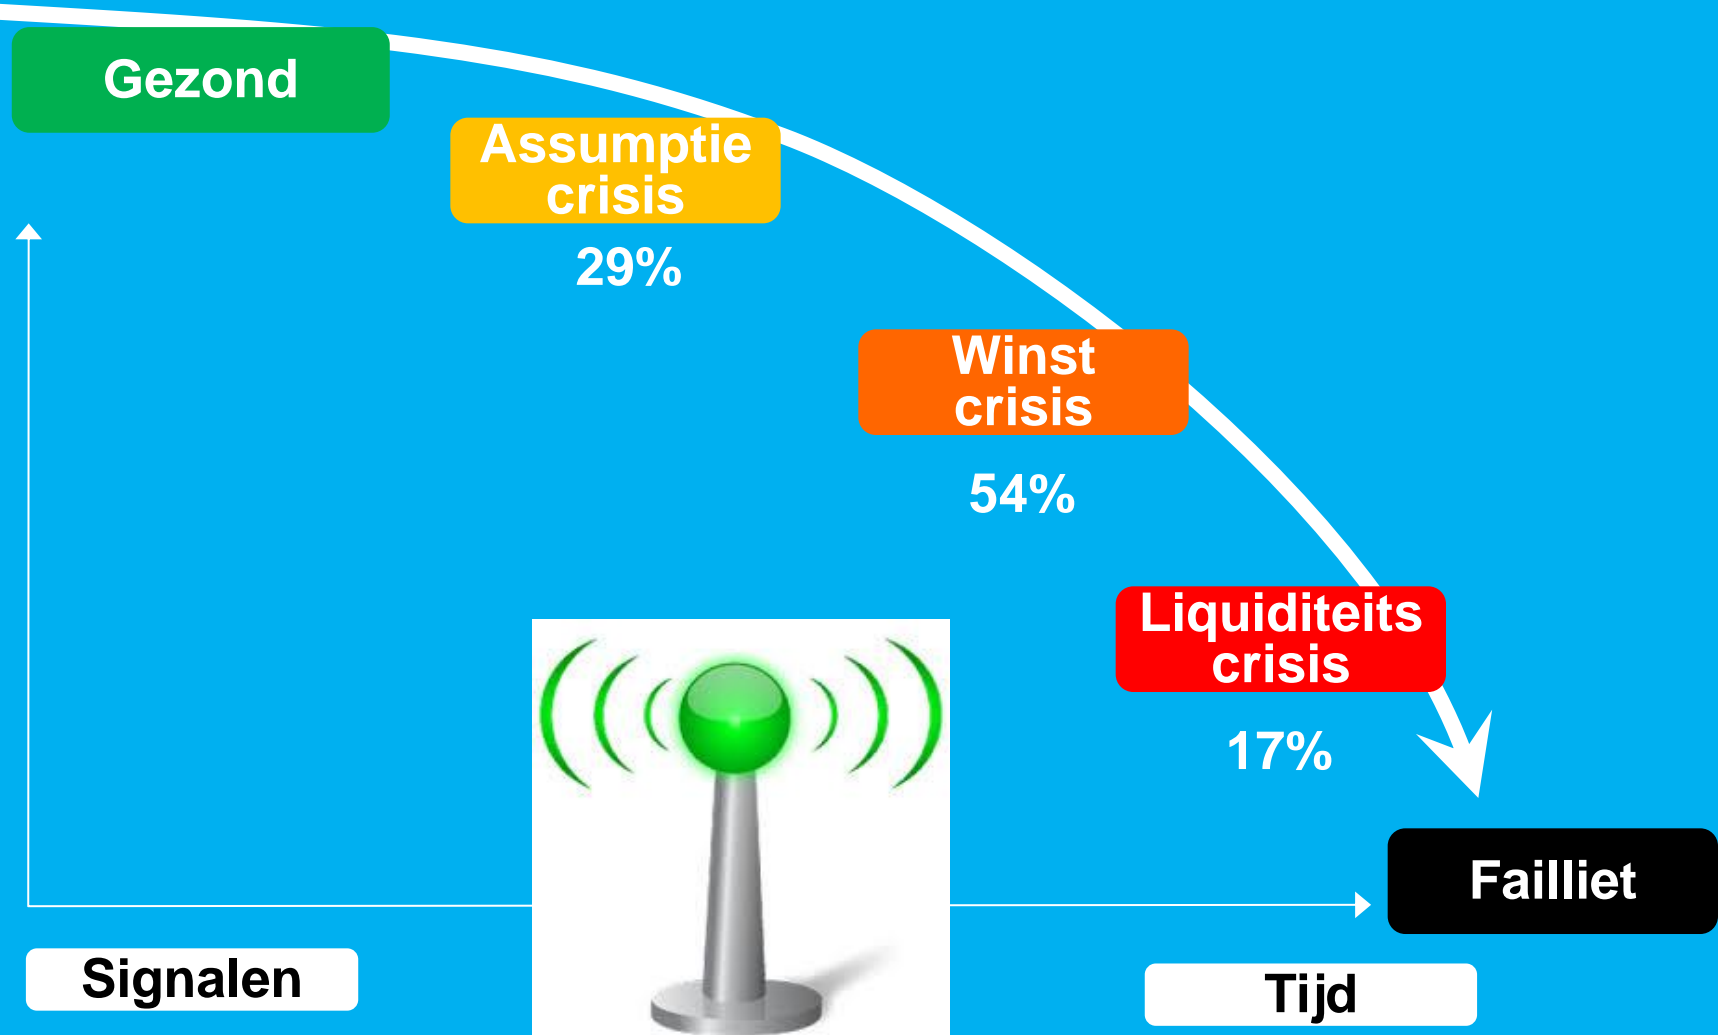 Gezond
Assumptie
crisis
29%
Winst
crisis
54%
Liquiditeits
crisis
17%
Failliet
Signalen
Tijd